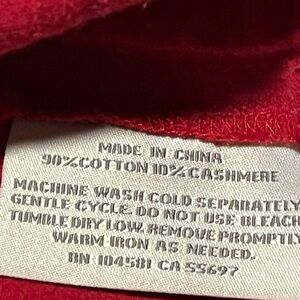 MADE IN CHINA
90%COTTON 10% CASHMERE
MACHINE WASH COLD SEPARATELY
GENTLE CYCLE. DO NOT USE BLEACH
TUMBLE DRY LOW. REMOVE PROMPTLY
WARM IRON AS NEEDED.
RN 104581 CA 55697